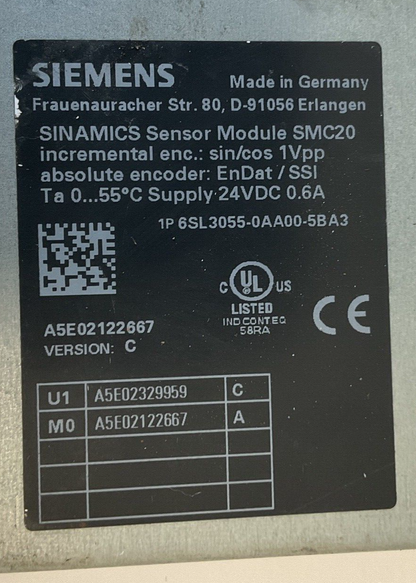 SIEMENS
Made in Germany
Frauenauracher Str. 80, D-91056 Erlangen
SINAMICS Sensor Module SMC20
incremental enc.: sin/cos 1Vpp
absolute encoder: EnDat / SSI
Ta 0...55°C Supply 24VDC 0.6A
1P 6SL3055-0AA00-5BA3
C UL US
LISTED
IND CONT EQ
58RA
CE
A5E02122667
VERSION: C
U1 A5E02329959 C
M0 A5E02122667 A